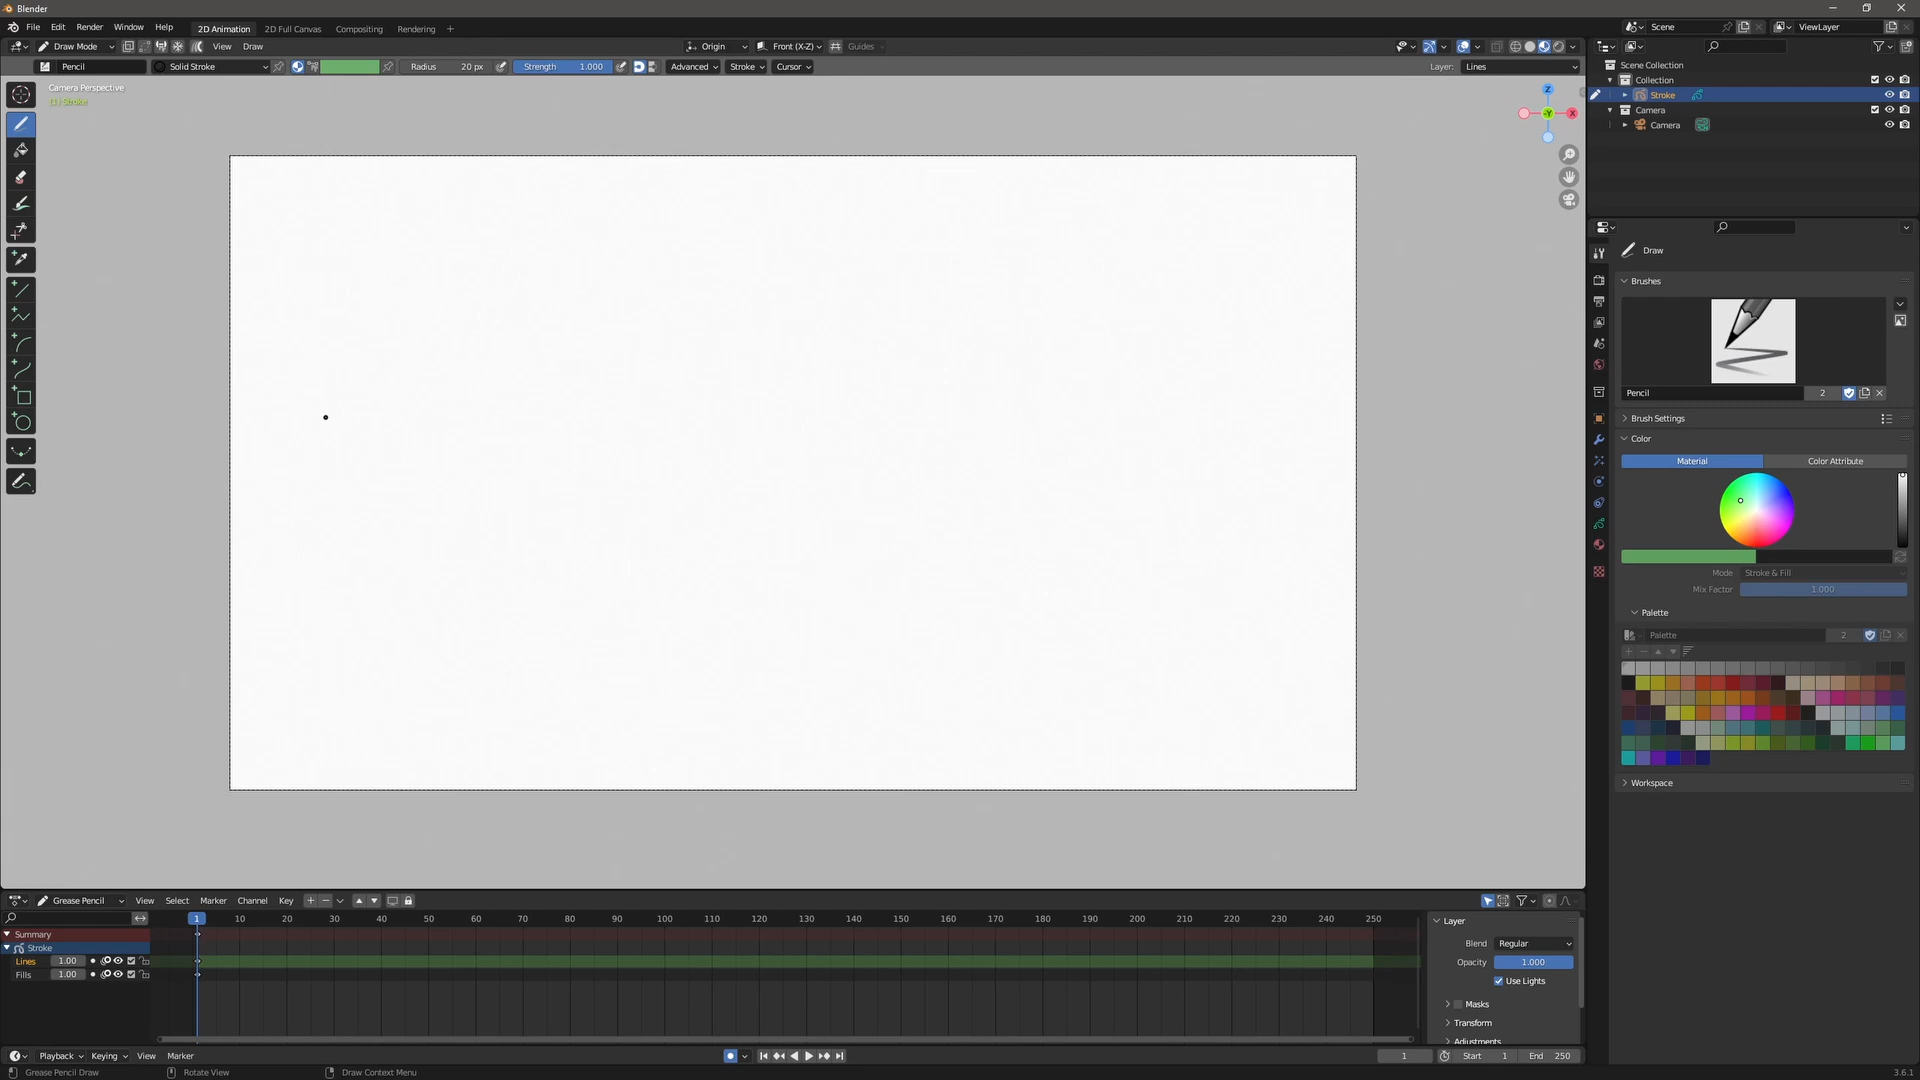 Blender
File Edit Render Window Help 2D Animation 2D Full Canvas Compositing Rendering + Scene ViewLayer
Draw Mode View Draw Origin Front (X-Z) Guides
Pencil Solid Stroke Radius 20 px Strength 1.000 Advanced Stroke Cursor Layer: Lines
Camera Perspective
(1) Stroke
Z
-Y X
Scene Collection
Collection
Stroke
Camera
Camera
Draw
Brushes
Pencil 2
Brush Settings
Color
Material Color Attribute
Mode Stroke & Fill
Mix Factor 1.000
Palette
Palette 2
Workspace
Grease Pencil View Select Marker Channel Key
1 10 20 30 40 50 60 70 80 90 100 110 120 130 140 150 160 170 180 190 200 210 220 230 240 250
Summary
Stroke
Lines 1.00
Fills 1.00
Layer
Blend Regular
Opacity 1.000
Use Lights
Masks
Transform
Adjustments
Playback Keying View Marker 1 Start 1 End 250
Grease Pencil Draw Rotate View Draw Context Menu 3.6.1